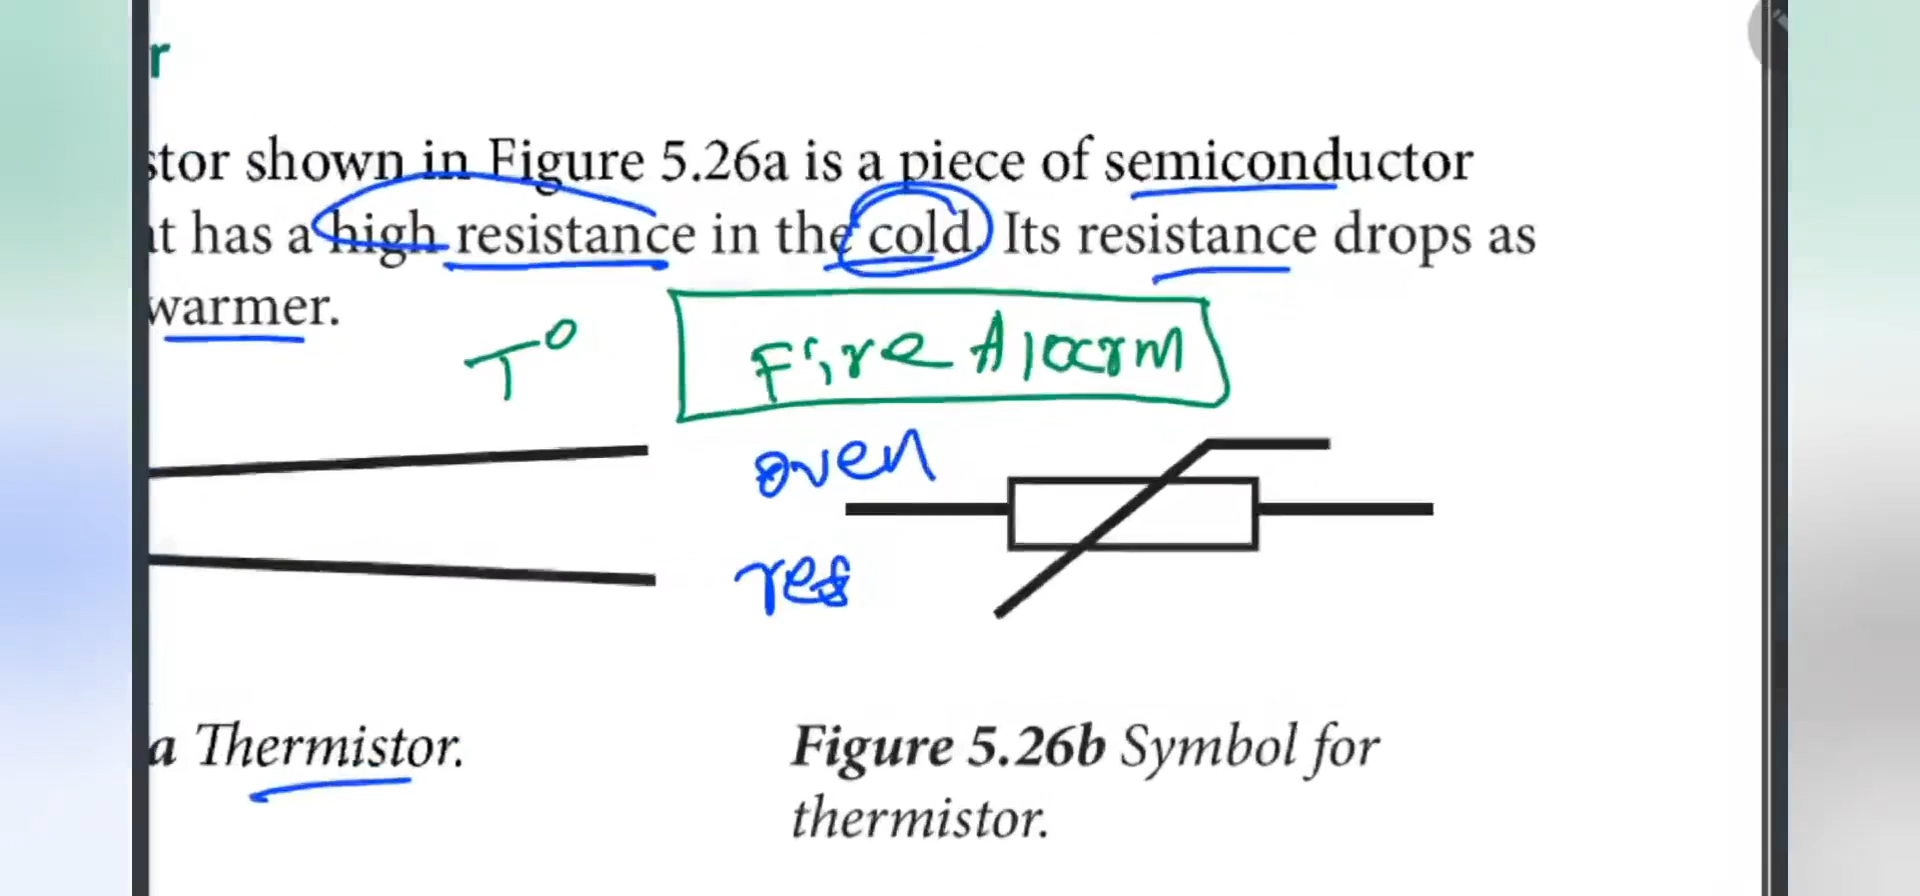 r
stor shown in Figure 5.26a is a piece of semiconductor
at has a high resistance in the cold. Its resistance drops as
warmer.
T°
Fire Alarm
oven
res
a Thermistor.
Figure 5.26b Symbol for
thermistor.